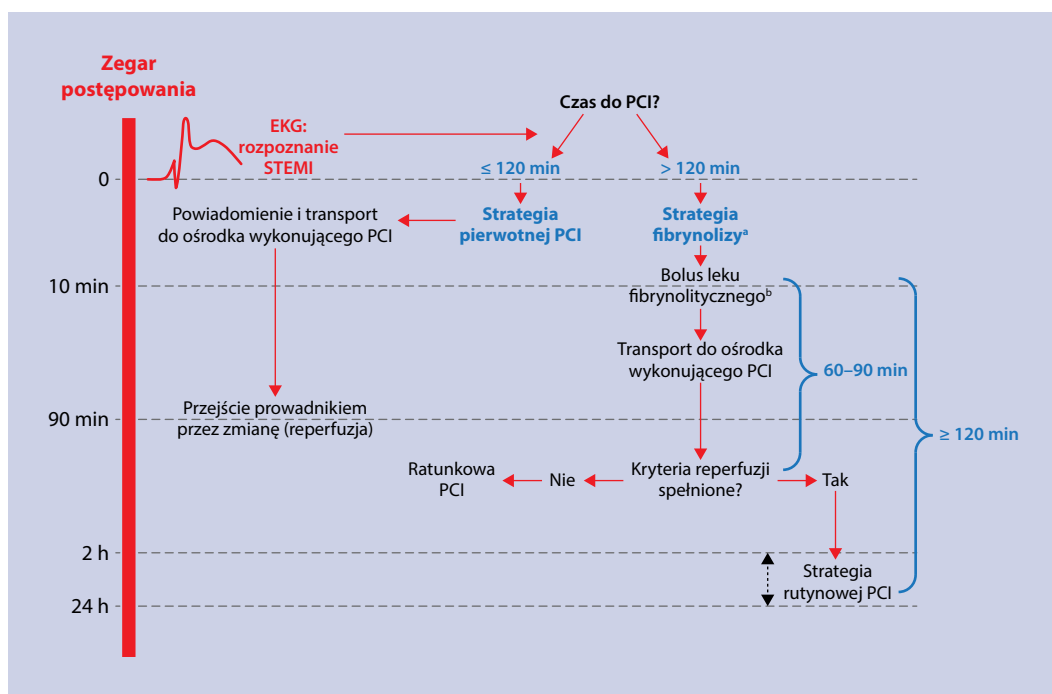 Zegar
postępowania
Czas do PCI?
EKG:
rozpoznanie
STEMI
≤ 120 min
> 120 min
0
Powiadomienie i transport
do ośrodka wykonującego PCI
Strategia
pierwotnej PCI
Strategia
fibrynolizyᵃ
10 min
Bolus leku
fibrynolitycznegoᵇ
Transport do ośrodka
wykonującego PCI
60–90 min
90 min
Przejście prowadnikiem
przez zmianę (reperfuzja)
≥ 120 min
Ratunkowa
PCI
Nie
Kryteria reperfuzji
spełnione?
Tak
2 h
Strategia
rutynowej PCI
24 h